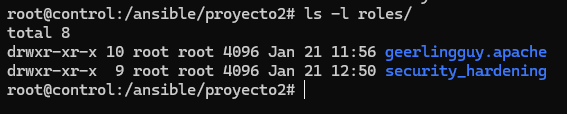 root@control:/ansible/proyecto2# ls -l roles/
total 8
drwxr-xr-x 10 root root 4096 Jan 21 11:56 geerlingguy.apache
drwxr-xr-x  9 root root 4096 Jan 21 12:50 security_hardening
root@control:/ansible/proyecto2#